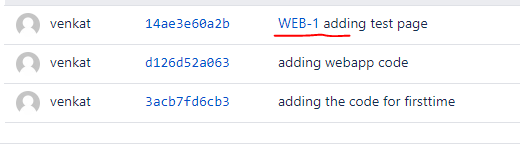 venkat 14ae3e60a2b WEB-1 adding test page
venkat d126d52a063 adding webapp code
venkat 3acb7fd6cb3 adding the code for firsttime